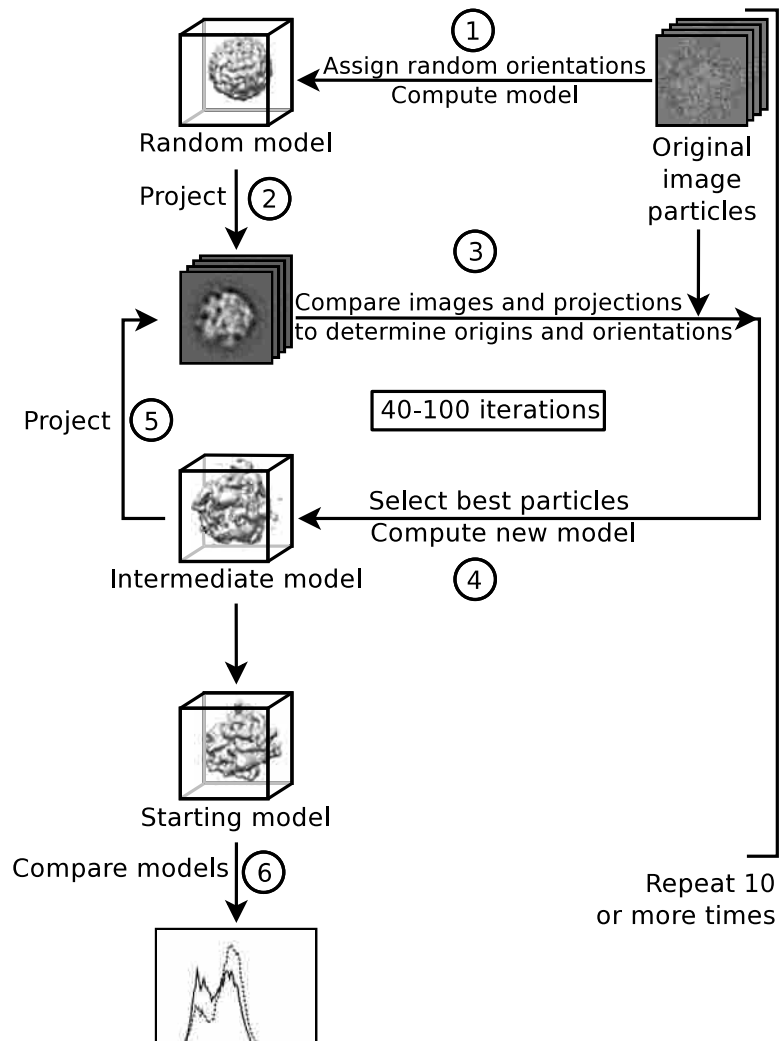 1
Assign random orientations
Compute model
Random model
Original
image
particles
Project
2
3
Compare images and projections
to determine origins and orientations
40-100 iterations
Project
5
Select best particles
Compute new model
Intermediate model
4
Starting model
Compare models
6
Repeat 10
or more times